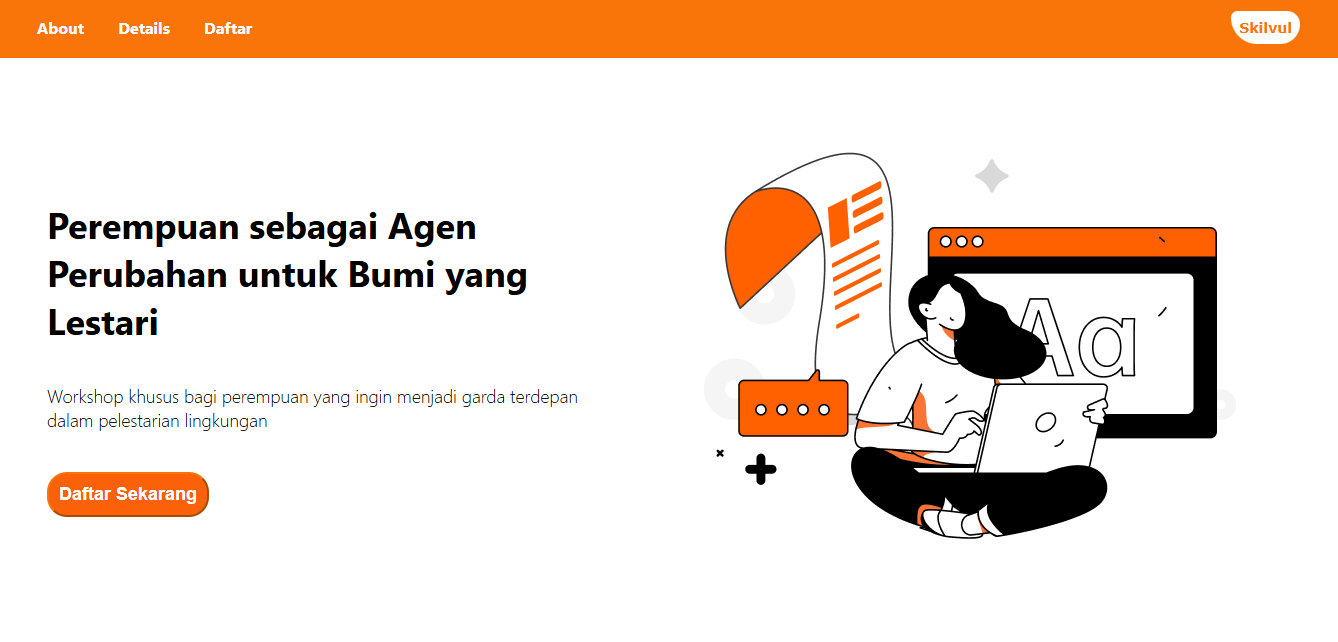 About Details Daftar Skilvul
Perempuan sebagai Agen
Perubahan untuk Bumi yang
Lestari
Workshop khusus bagi perempuan yang ingin menjadi garda terdepan
dalam pelestarian lingkungan
Daftar Sekarang
Aa